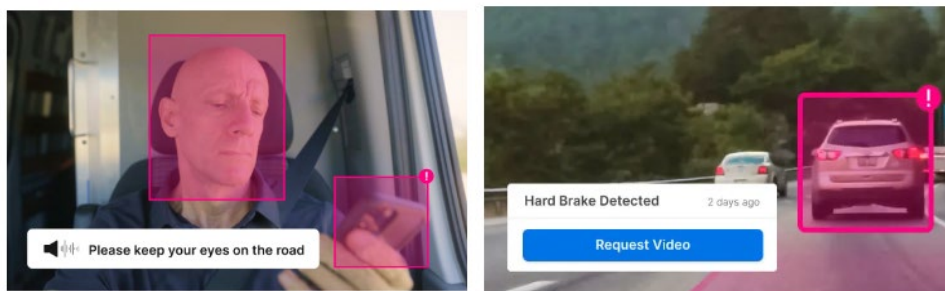 !
Please keep your eyes on the road
!
Hard Brake Detected
2 days ago
Request Video